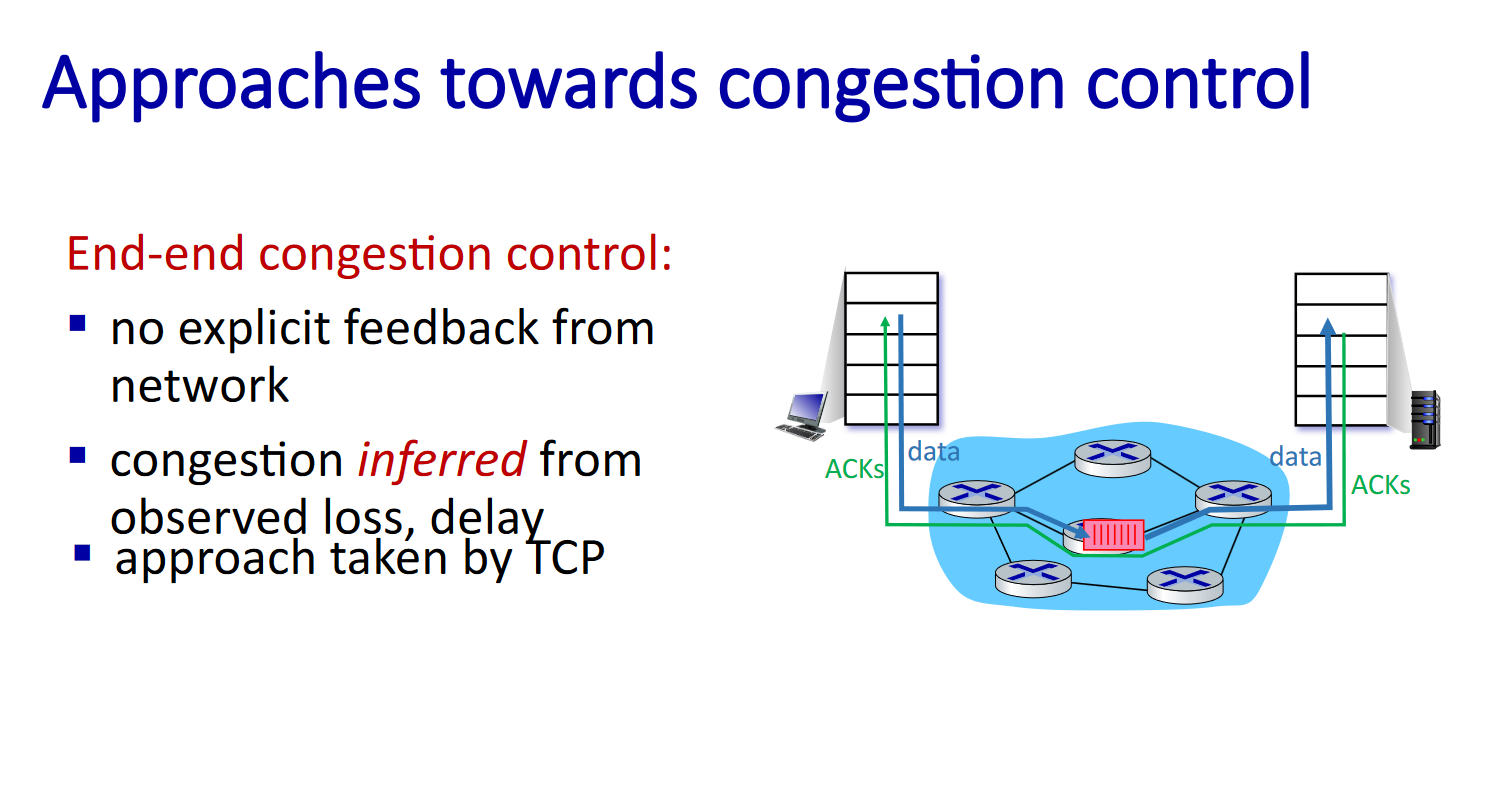 Approaches towards congestion control
End-end congestion control:
▪ no explicit feedback from
network
▪ congestion inferred from
observed loss, delay
▪ approach taken by TCP
data
ACKs
data
ACKs